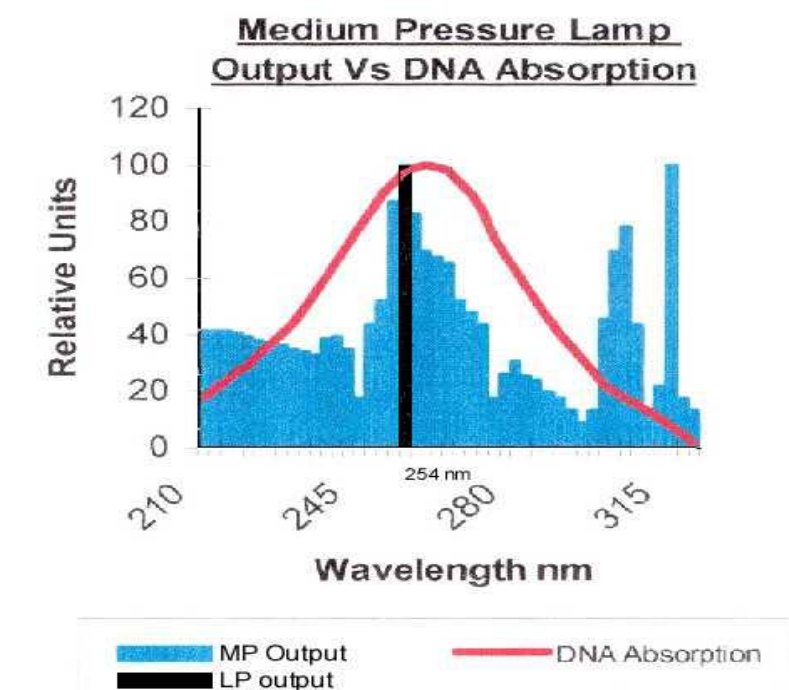 Medium Pressure Lamp
Output Vs DNA Absorption
120
100
80
60
40
20
0
Relative Units
254 nm
210
245
280
315
Wavelength nm
MP Output
DNA Absorption
LP output